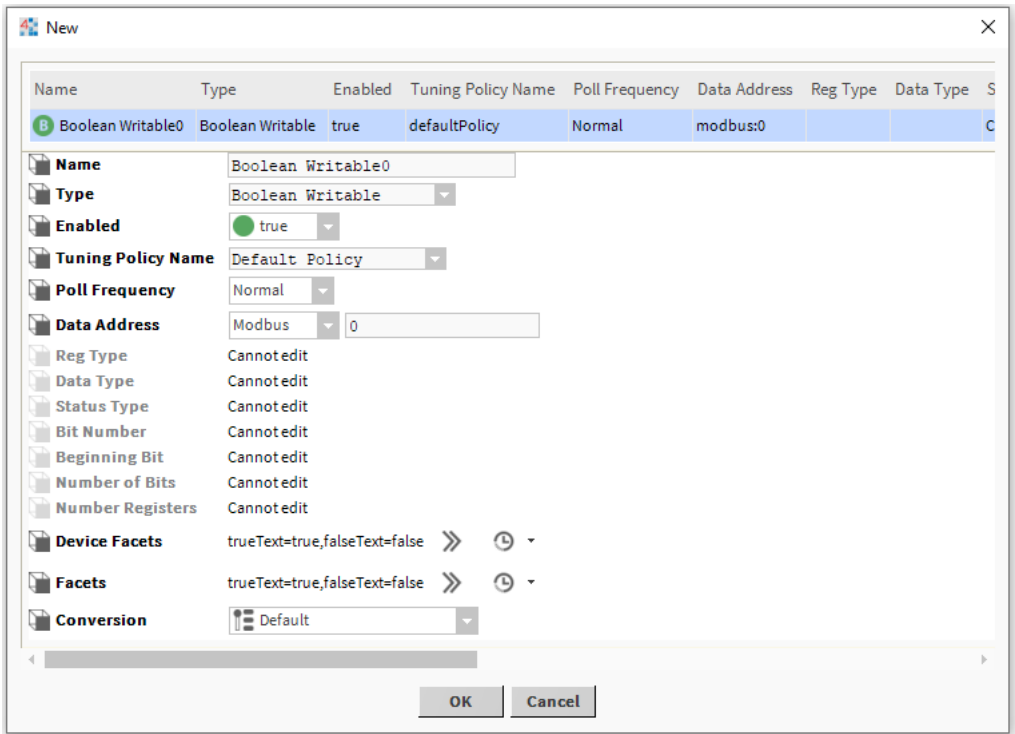 New
Name Type Enabled Tuning Policy Name Poll Frequency Data Address Reg Type Data Type S
B Boolean Writable0 Boolean Writable true defaultPolicy Normal modbus:0 C
Name Boolean Writable0
Type Boolean Writable
Enabled true
Tuning Policy Name Default Policy
Poll Frequency Normal
Data Address Modbus 0
Reg Type Cannot edit
Data Type Cannot edit
Status Type Cannot edit
Bit Number Cannot edit
Beginning Bit Cannot edit
Number of Bits Cannot edit
Number Registers Cannot edit
Device Facets trueText=true,falseText=false
Facets trueText=true,falseText=false
Conversion Default
OK Cancel